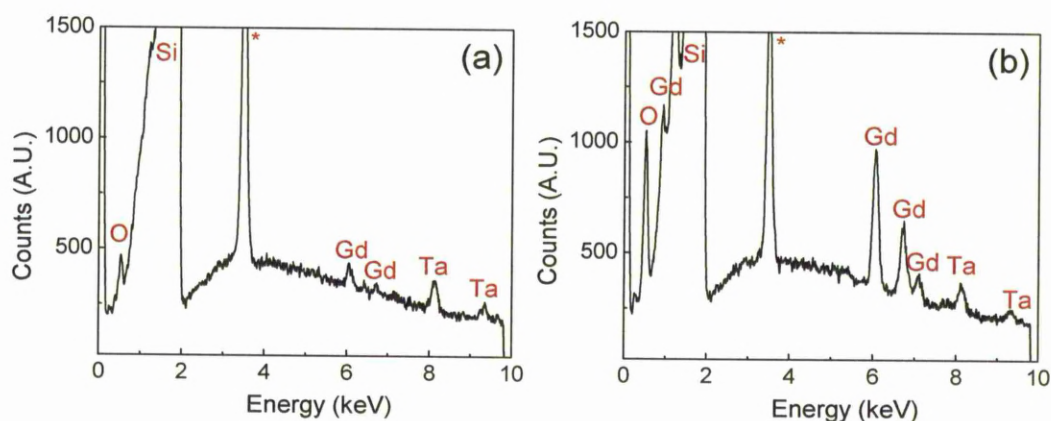 1500
1000
500
Counts (A.U.)
(a)
Si
*
O
Gd
Gd
Ta
Ta
0 2 4 6 8 10
Energy (keV)
1500
1000
500
Counts (A.U.)
(b)
Si
*
Gd
O
Gd
Gd
Gd
Ta
Ta
0 2 4 6 8 10
Energy (keV)